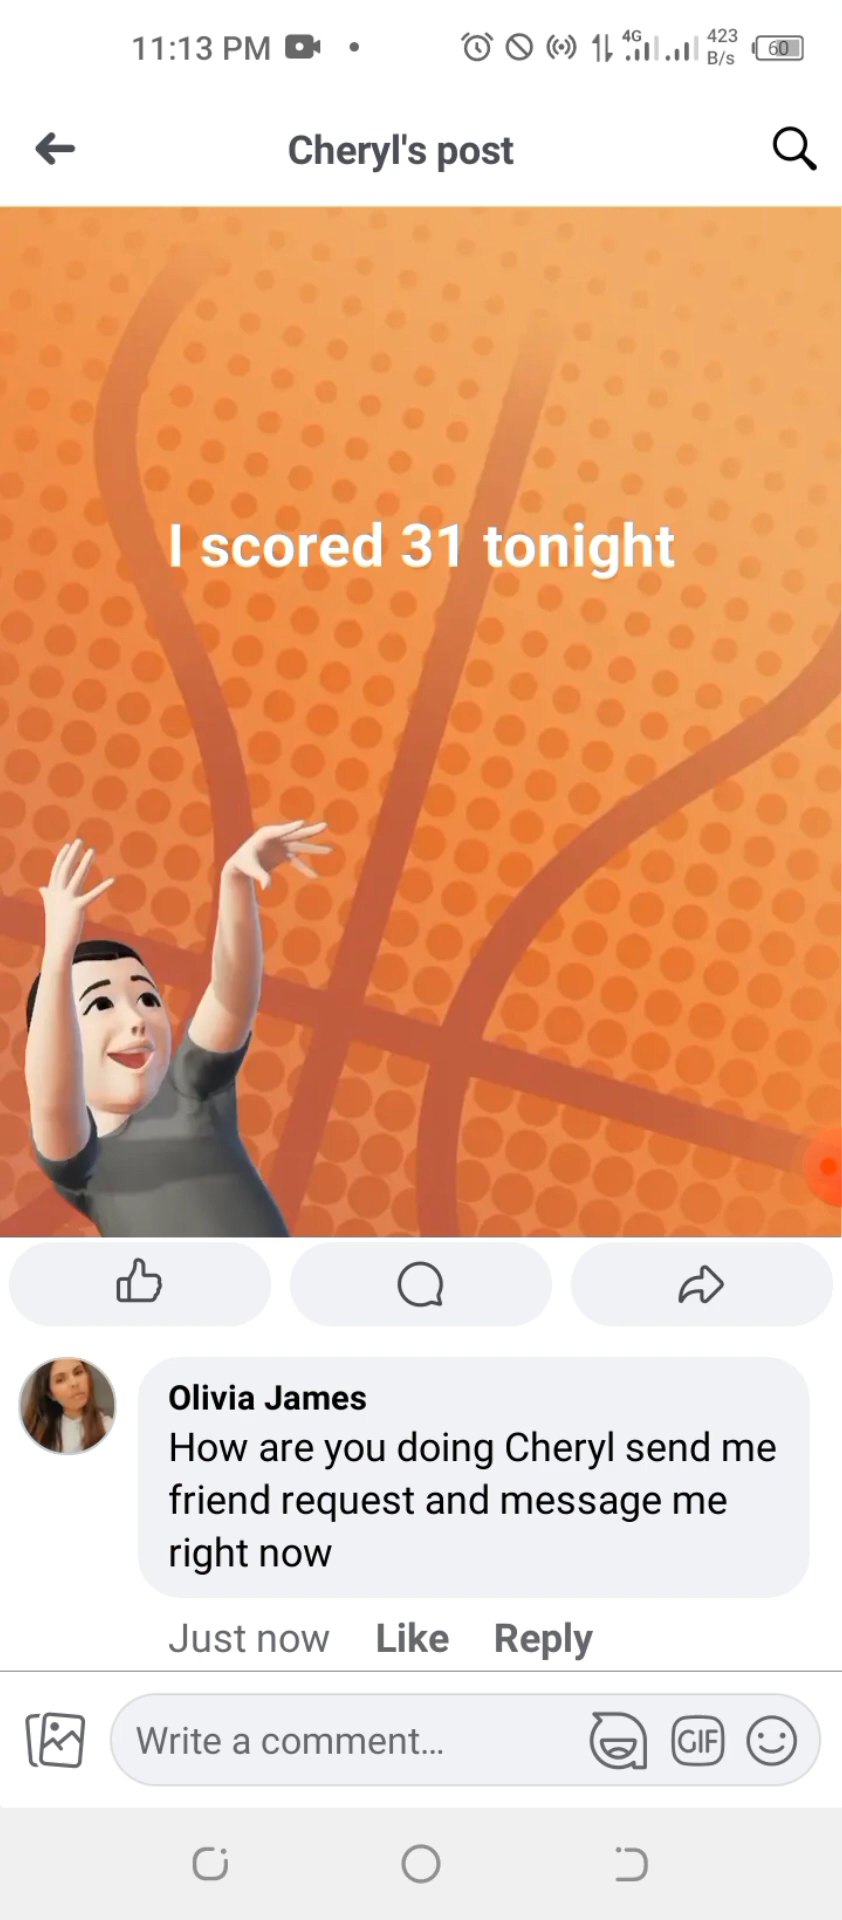 11:13 PM 4G 423 B/s 60
Cheryl's post
I scored 31 tonight
Olivia James
How are you doing Cheryl send me
friend request and message me
right now
Just now Like Reply
Write a comment... GIF